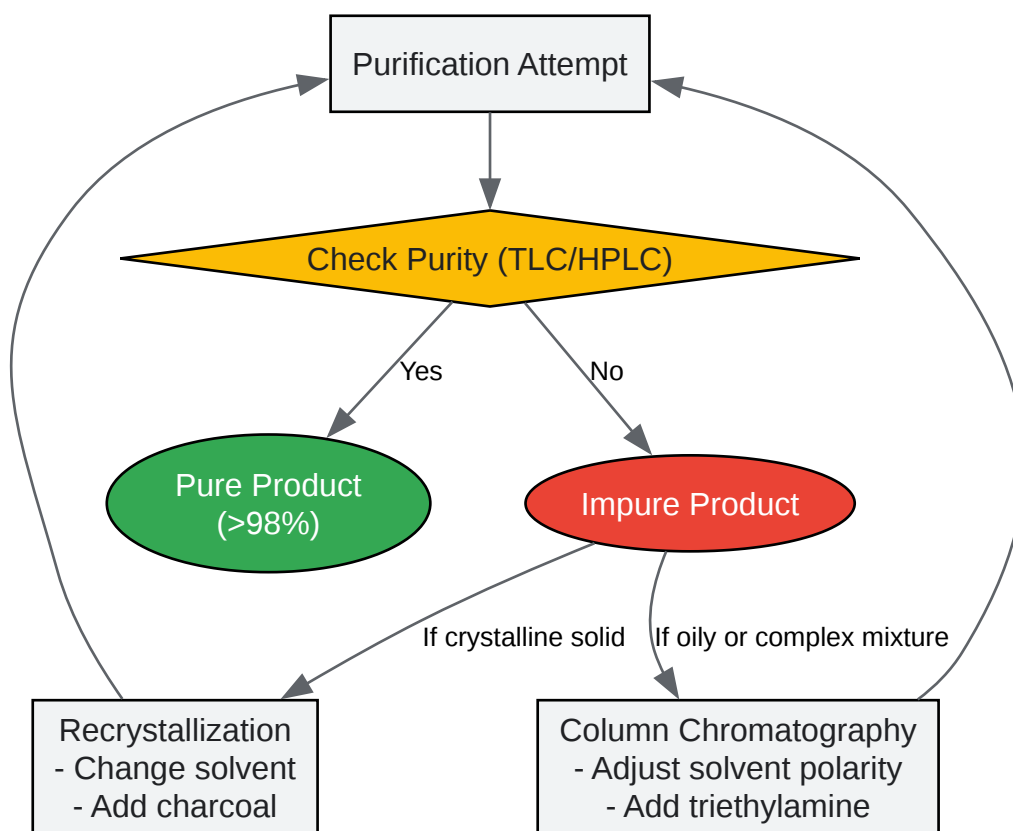 Purification Attempt
Check Purity (TLC/HPLC)
Yes
No
Pure Product
(>98%)
Impure Product
If crystalline solid
If oily or complex mixture
Recrystallization
- Change solvent
- Add charcoal
Column Chromatography
- Adjust solvent polarity
- Add triethylamine